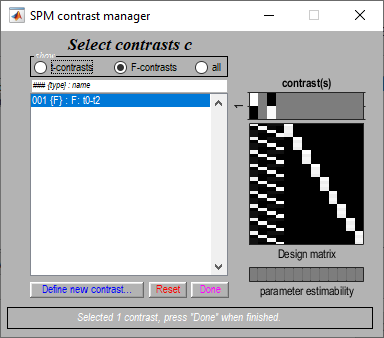 SPM contrast manager
Select contrasts c
show
t-contrasts
F-contrasts
all
### {type} : name
001 {F} : F: t0-t2
contrast(s)
Design matrix
parameter estimability
Define new contrast...
Reset
Done
Selected 1 contrast, press "Done" when finished.